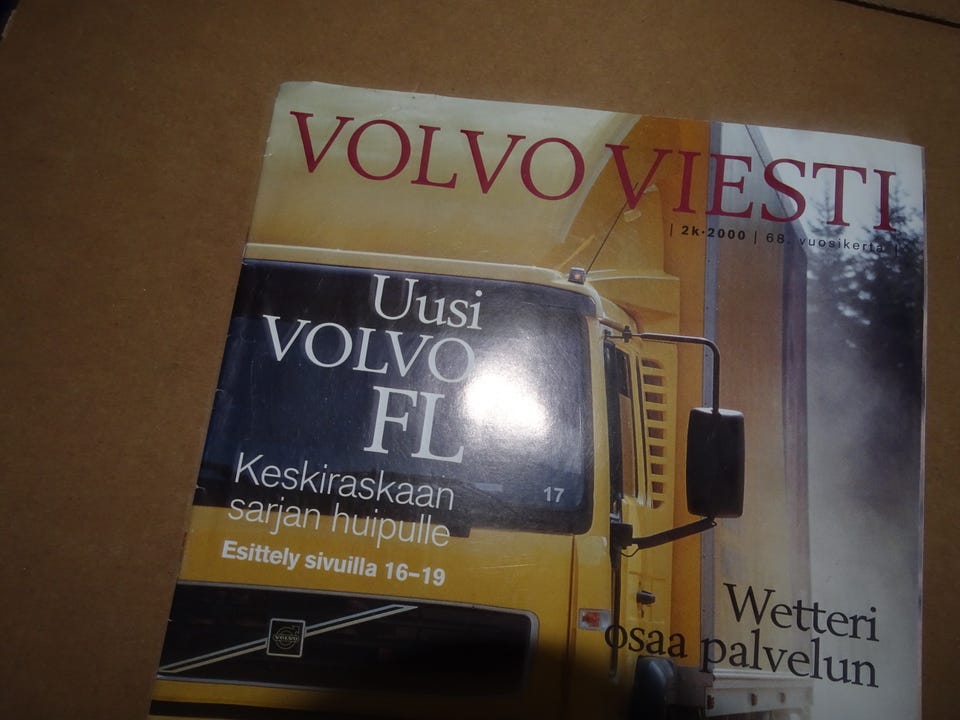 VOLVO VIESTI
| 2k·2000 | 68. vuosikerta |
Uusi
VOLVO
FL
Keskiraskaan
sarjan huipulle
Esittely sivuilla 16–19
17
VOLVO
Wetteri
osaa palvelun